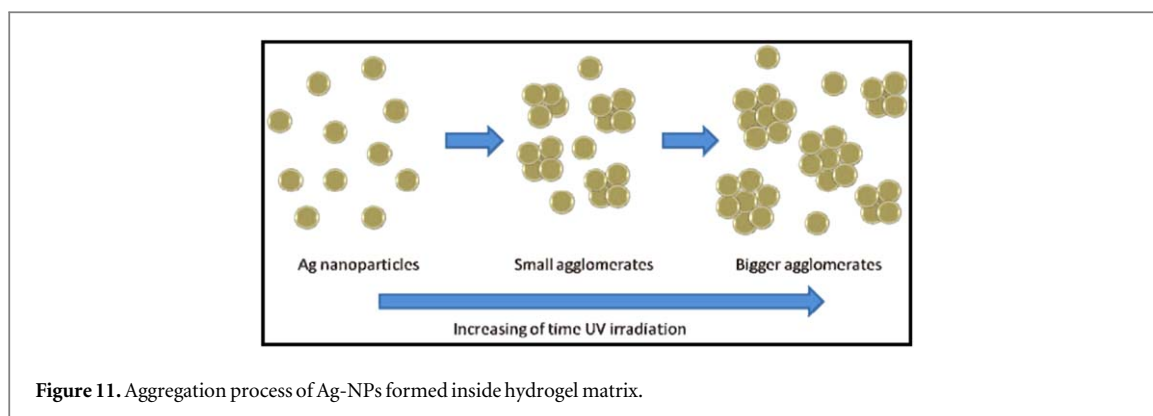 Ag nanoparticles
Small agglomerates
Bigger agglomerates
Increasing of time UV irradiation
Figure 11. Aggregation process of Ag-NPs formed inside hydrogel matrix.